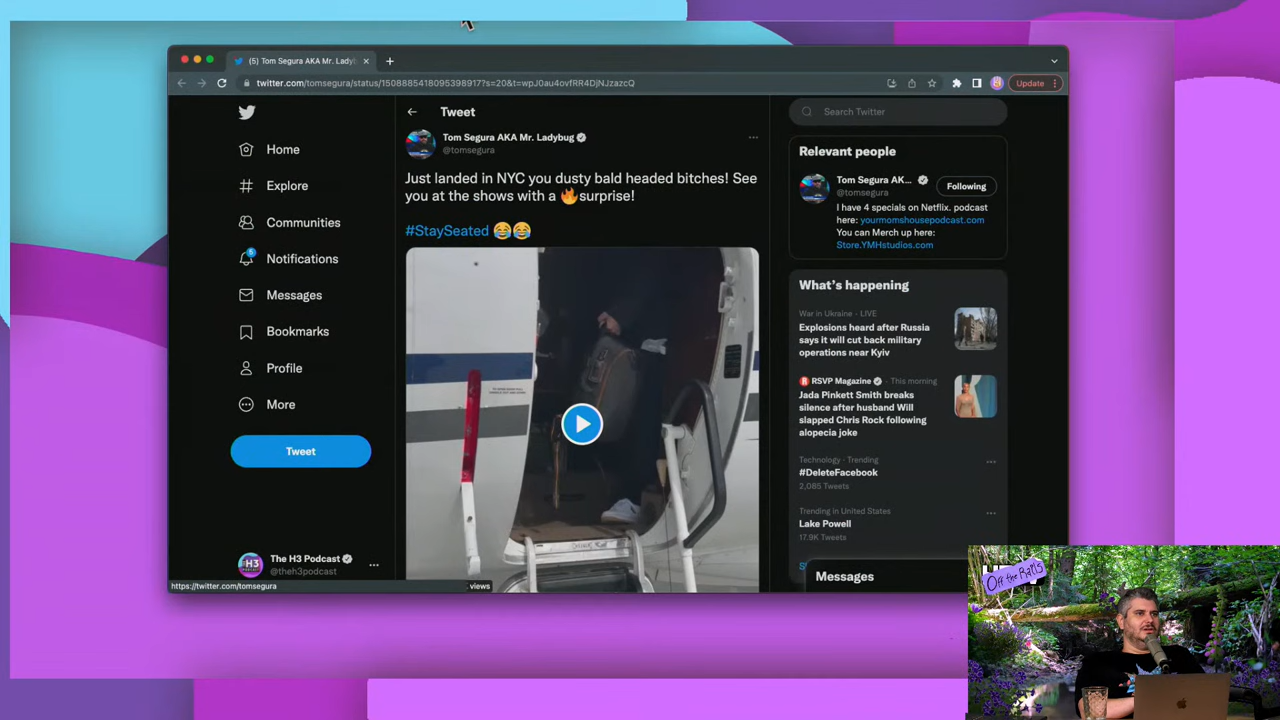 (5) Tom Segura AKA Mr. Ladyb
twitter.com/tomsegura/status/1508885418095398917?s=20&t=wpJ0au4ovfRR4DjNJzazcQ
Update
Home
Explore
Communities
5
Notifications
Messages
Bookmarks
Profile
More
Tweet
The H3 Podcast
@theh3podcast
https://twitter.com/tomsegura
Tweet
Tom Segura AKA Mr. Ladybug
@tomsegura
Just landed in NYC you dusty bald headed bitches! See
you at the shows with a 🔥surprise!
#StaySeated 😂😂
views
Search Twitter
Relevant people
Tom Segura AK...
@tomsegura
Following
I have 4 specials on Netflix. podcast
here: yourmomshousepodcast.com
You can Merch up here:
Store.YMHstudios.com
What's happening
War in Ukraine · LIVE
Explosions heard after Russia
says it will cut back military
operations near Kyiv
RSVP Magazine · This morning
Jada Pinkett Smith breaks
silence after husband Will
slapped Chris Rock following
alopecia joke
Technology · Trending
#DeleteFacebook
2,085 Tweets
Trending in United States
Lake Powell
17.9K Tweets
Messages
Off the Rails